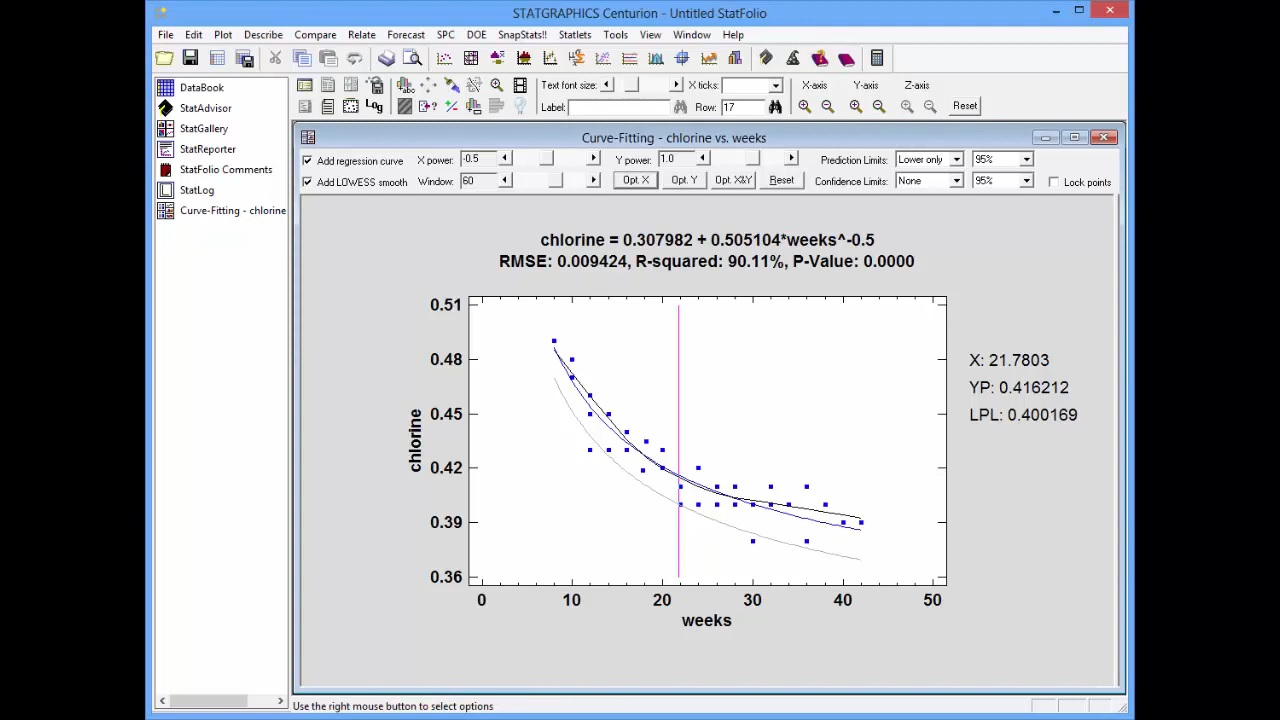 STATGRAPHICS Centurion - Untitled StatFolio
File Edit Plot Describe Compare Relate Forecast SPC DOE SnapStats!! Statlets Tools View Window Help
Text font size: X ticks: X-axis Y-axis Z-axis
Log Label: Row: 17 Reset
DataBook
StatAdvisor
StatGallery
StatReporter
StatFolio Comments
StatLog
Curve-Fitting - chlorine
Curve-Fitting - chlorine vs. weeks
Add regression curve X power: -0.5 Y power: 1.0 Prediction Limits: Lower only 95%
Add LOWESS smooth Window: 60 Opt. X Opt. Y Opt. X&Y Reset Confidence Limits: None 95% Lock points
chlorine = 0.307982 + 0.505104*weeks^-0.5
RMSE: 0.009424, R-squared: 90.11%, P-Value: 0.0000
0.51
0.48
0.45
0.42
0.39
0.36
chlorine
0 10 20 30 40 50
weeks
X: 21.7803
YP: 0.416212
LPL: 0.400169
Use the right mouse button to select options